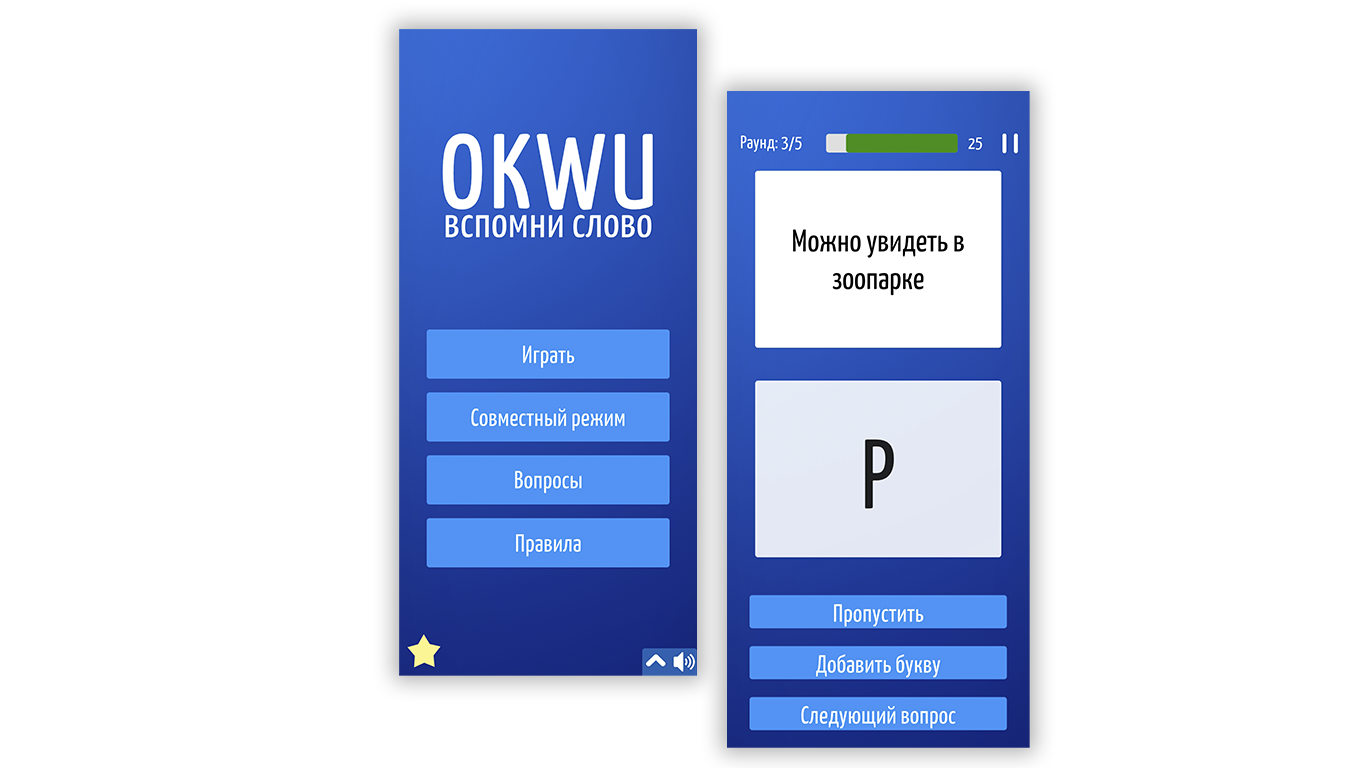 OKWU
ВСПОМНИ СЛОВО
Играть
Совместный режим
Вопросы
Правила
Раунд: 3/5 25
Можно увидеть в
зоопарке
Р
Пропустить
Добавить букву
Следующий вопрос